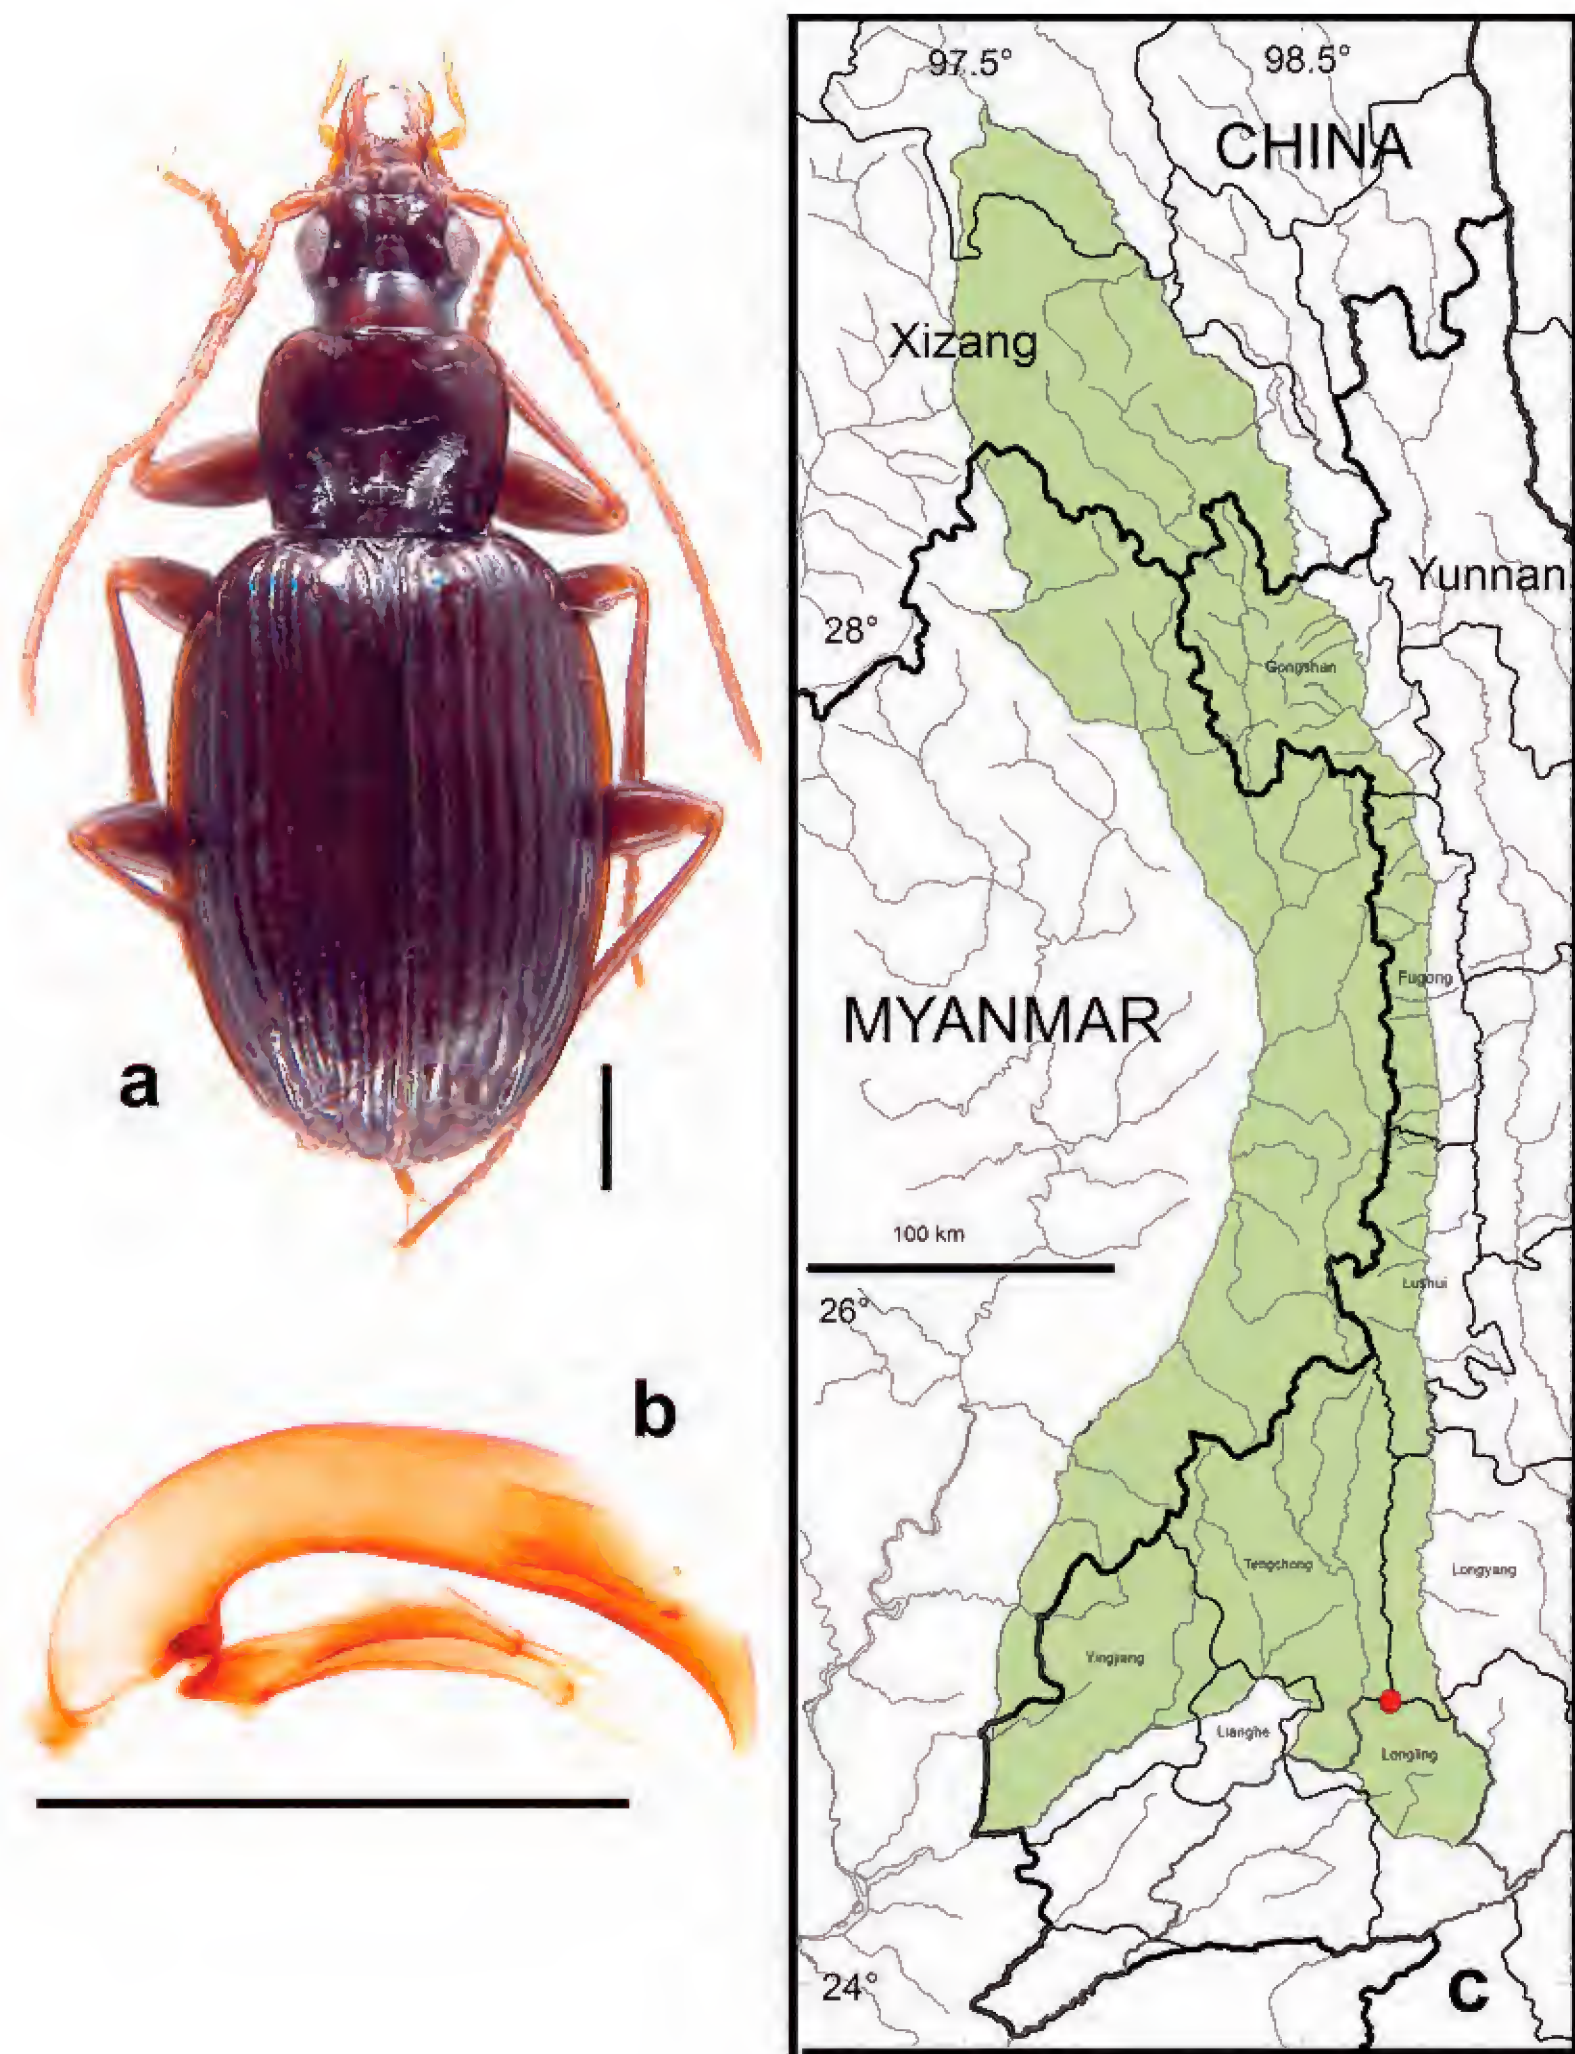 97.5°
98.5°
CHINA
Xizang
Yunnan
28°
Gongshan
Fugong
MYANMAR
a
100 km
Lushui
26°
b
Tengchong
Longyang
Yingjiang
Lianghe
Longling
24°
c